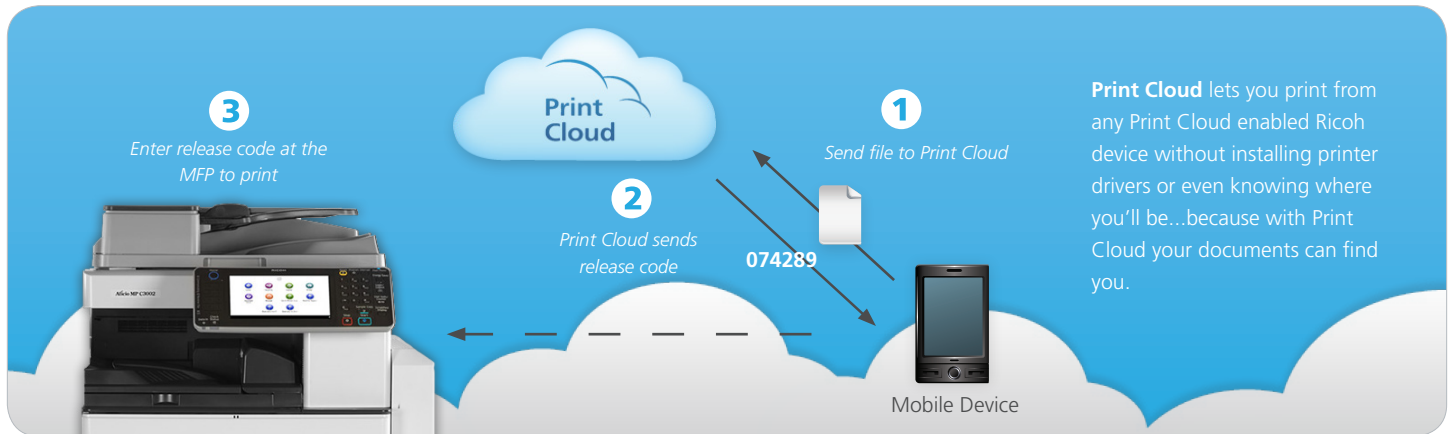 3
Enter release code at the
MFP to print
Aficio MP C3002
Print
Cloud
2
Print Cloud sends
release code
074289
1
Send file to Print Cloud
Mobile Device
Print Cloud lets you print from
any Print Cloud enabled Ricoh
device without installing printer
drivers or even knowing where
you'll be...because with Print
Cloud your documents can find
you.